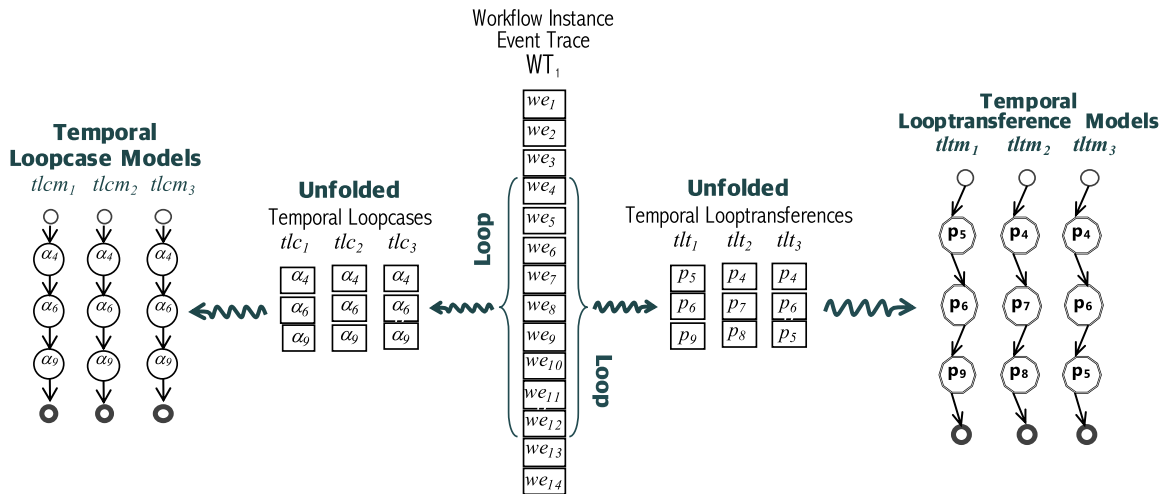 Workflow Instance
Event Trace
WT₁
we₁
we₂
we₃
we₄
we₅
we₆
we₇
we₈
we₉
we₁₀
we₁₁
we₁₂
we₁₃
we₁₄
Loop
Loop
Temporal
Loopcase Models
tlcm₁ tlcm₂ tlcm₃
α₄ α₄ α₄
α₆ α₆ α₆
α₉ α₉ α₉
Unfolded
Temporal Loopcases
tlc₁ tlc₂ tlc₃
α₄ α₄ α₄
α₆ α₆ α₆
α₉ α₉ α₉
Unfolded
Temporal Looptransferences
tlt₁ tlt₂ tlt₃
p₅ p₄ p₄
p₆ p₇ p₆
p₉ p₈ p₅
Temporal
Looptransference Models
tltm₁ tltm₂ tltm₃
p₅ p₄ p₄
p₆ p₇ p₆
p₉ p₈ p₅